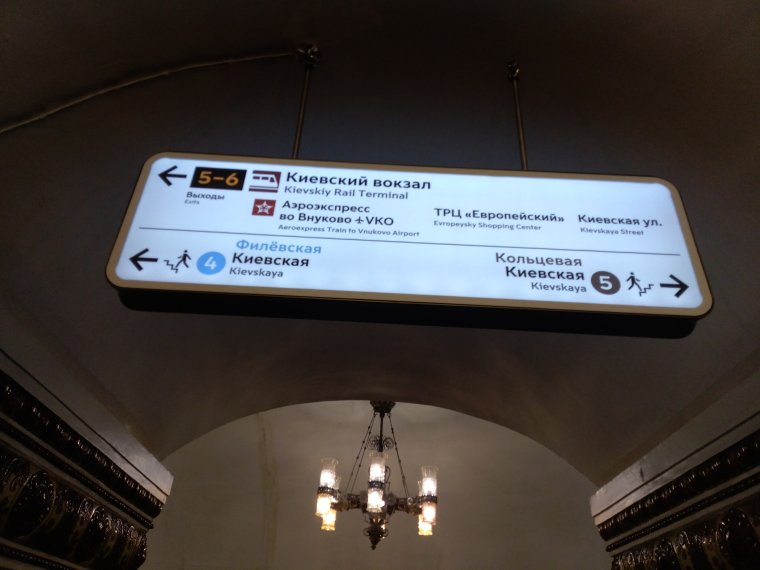 ← 5–6 Киевский вокзал
Выходы Kievskiy Rail Terminal
Exits
Аэроэкспресс
во Внуково ✈VKO
Aeroexpress Train to Vnukovo Airport
ТРЦ «Европейский»
Evropeysky Shopping Center
Киевская ул.
Kievskaya Street
Филёвская
← 4 Киевская
Kievskaya
Кольцевая
Киевская 5 →
Kievskaya